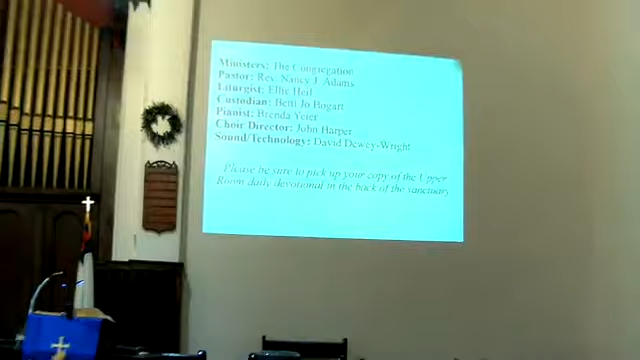 Ministers: The Congregation
Pastor: Rev. Nancy J. Adams
Liturgist: Ellie Heil
Custodian: Betti Jo Bogart
Pianist: Brenda Yeier
Choir Director: John Harper
Sound/Technology: David Dewey-Wright
Please be sure to pick up your copy of the Upper
Room daily devotional in the back of the sanctuary